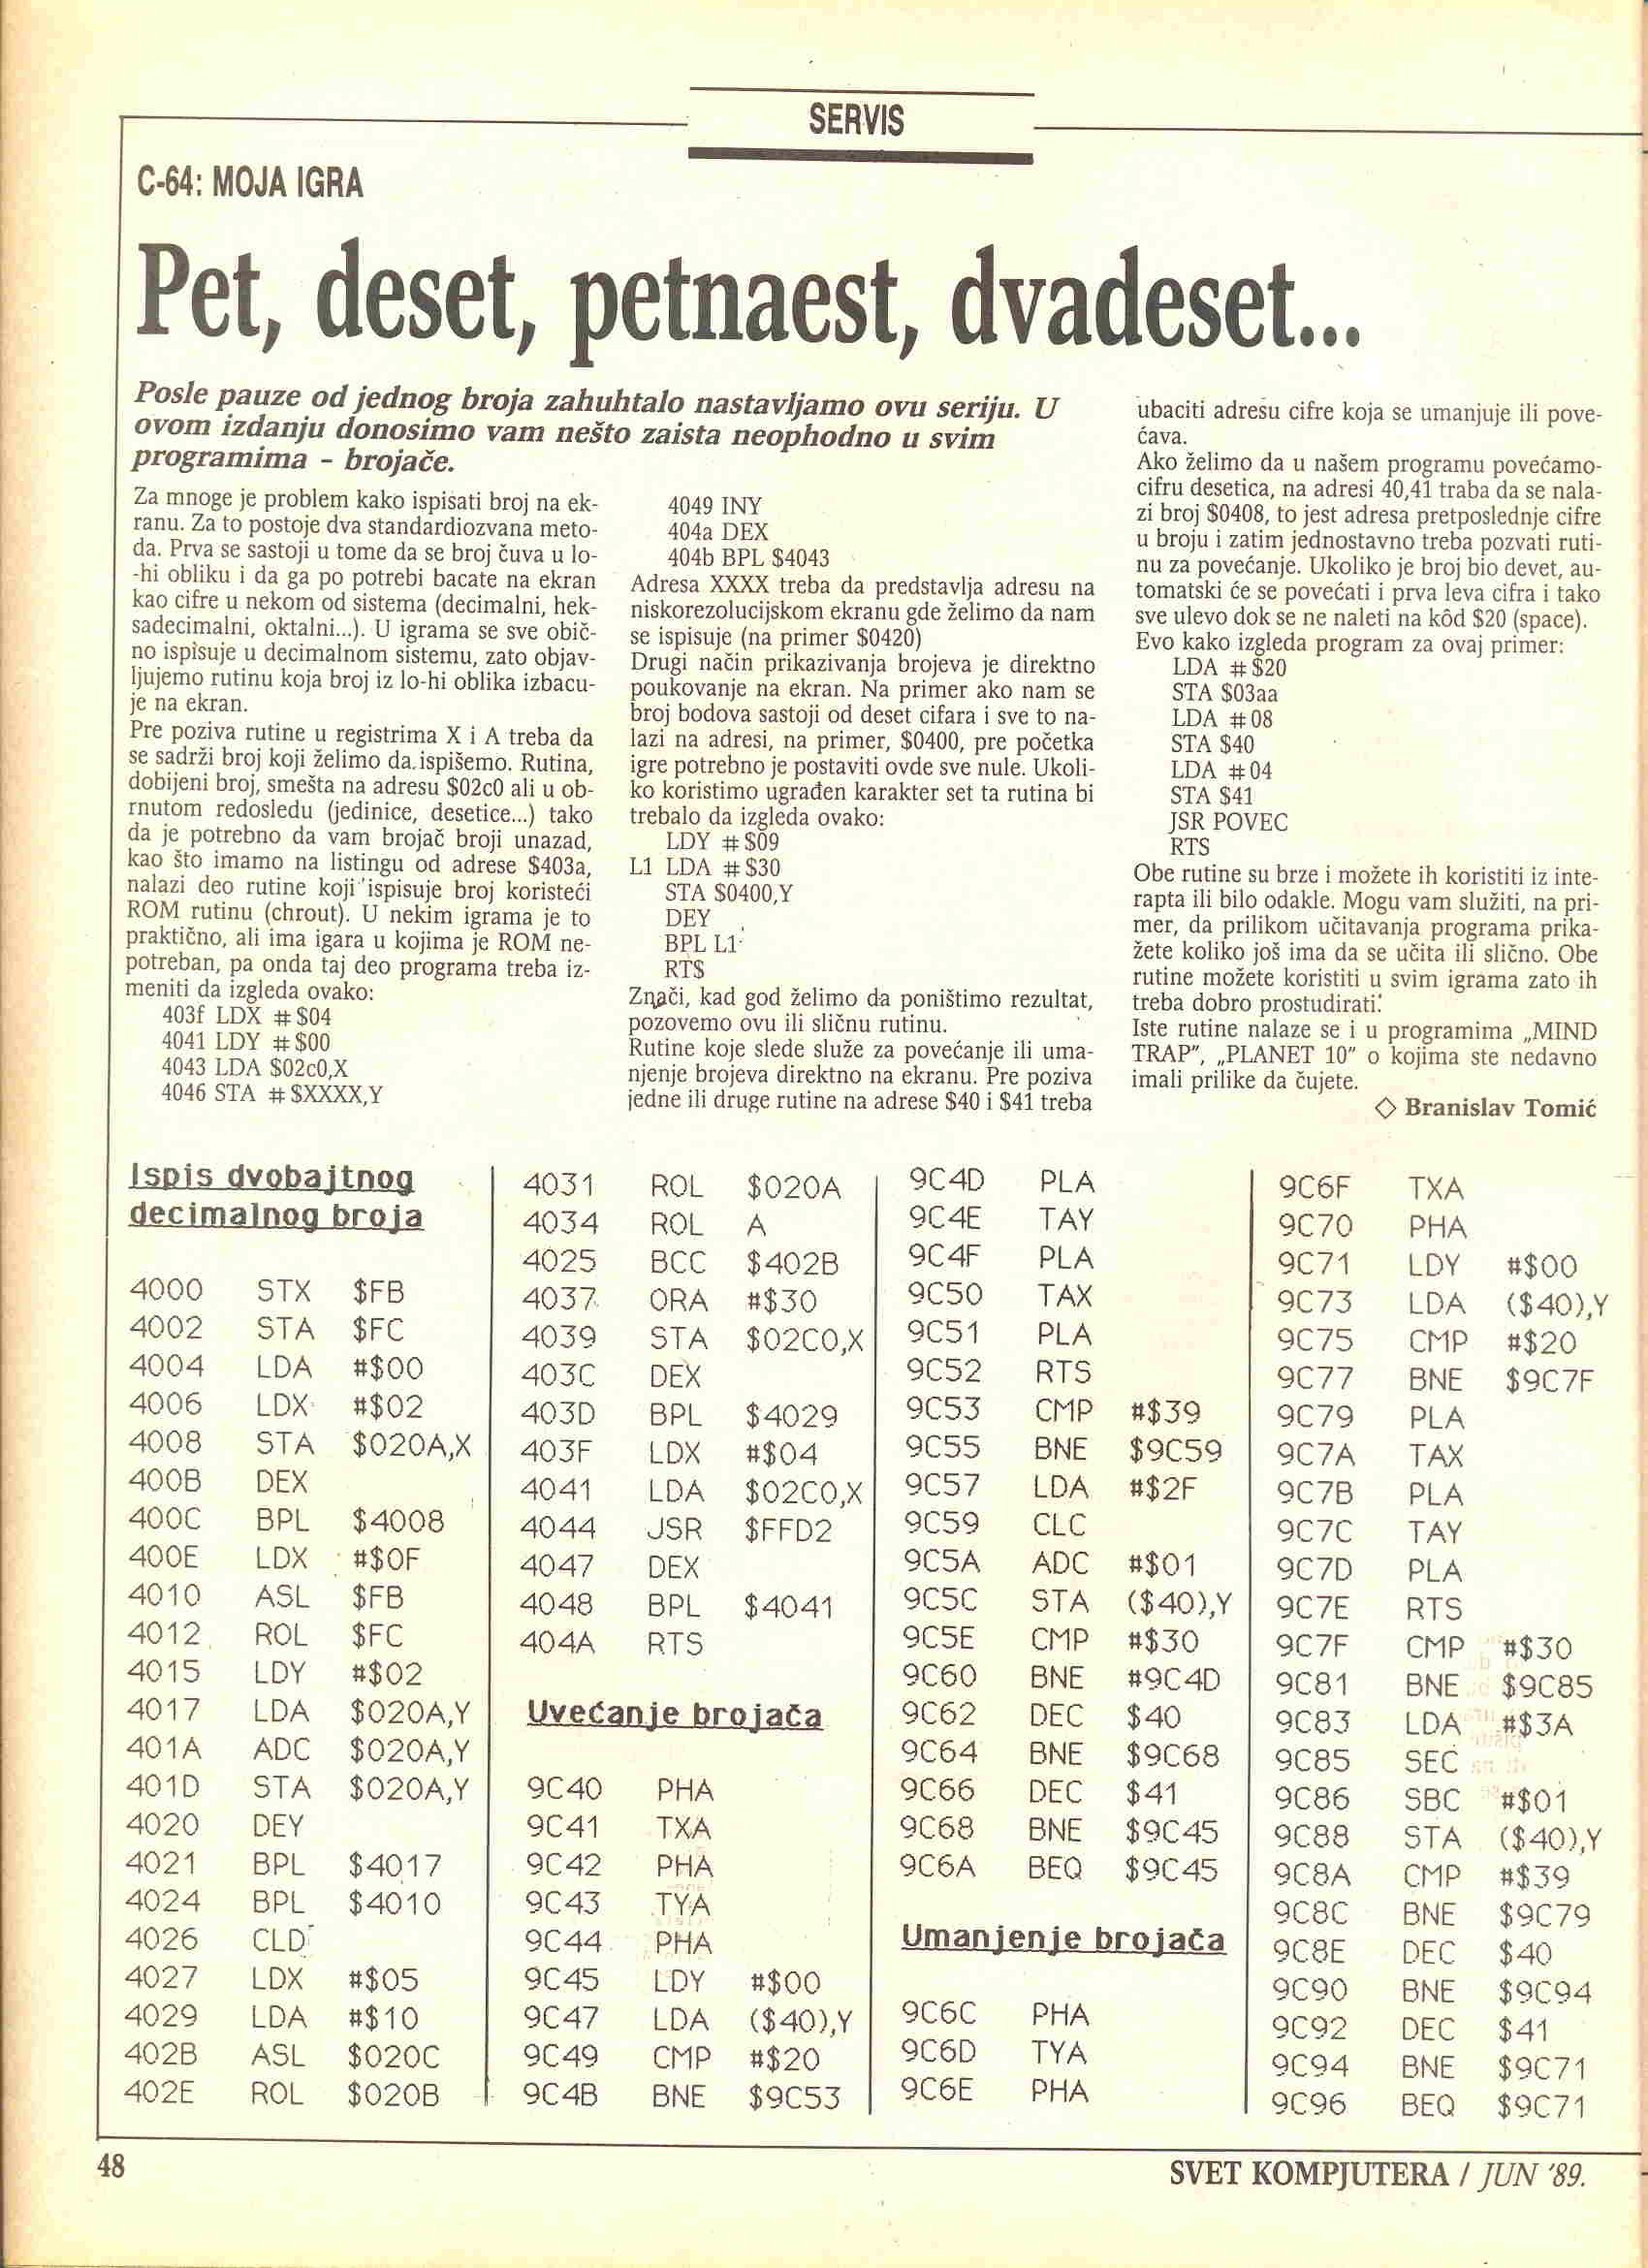 SERVIS
C-64: MOJA IGRA
Pet, deset, petnaest, dvadeset...
Posle pauze od jednog broja zahuhtalo nastavljamo ovu seriju. U
ovom izdanju donosimo vam nešto zaista neophodno u svim
programima - brojače.
Za mnoge je problem kako ispisati broj na ek-
ranu. Za to postoje dva standardiozvana meto-
da. Prva se sastoji u tome da se broj čuva u lo-
-hi obliku i da ga po potrebi bacate na ekran
kao cifre u nekom od sistema (decimalni, hek-
sadecimalni, oktalni...). U igrama se sve obič-
no ispisuje u decimalnom sistemu, zato objav-
ljujemo rutinu koja broj iz lo-hi oblika izbacu-
je na ekran.
Pre poziva rutine u registrima X i A treba da
se sadrži broj koji želimo da ispišemo. Rutina,
dobijeni broj, smešta na adresu $02c0 ali u ob-
rnutom redosledu (jedinice, desetice...) tako
da je potrebno da vam brojač broji unazad,
kao što imamo na listingu od adrese $403a,
nalazi deo rutine koji ispisuje broj koristeći
ROM rutinu (chrout). U nekim igrama je to
praktično, ali ima igara u kojima je ROM ne-
potreban, pa onda taj deo programa treba iz-
meniti da izgleda ovako:
403f LDX #$04
4041 LDY #$00
4043 LDA $02c0,X
4046 STA #$XXXX,Y
4049 INY
404a DEX
404b BPL $4043
Adresa XXXX treba da predstavlja adresu na
niskorezolucijskom ekranu gde želimo da nam
se ispisuje (na primer $0420)
Drugi način prikazivanja brojeva je direktno
poukovanje na ekran. Na primer ako nam se
broj bodova sastoji od deset cifara i sve to na-
lazi na adresi, na primer, $0400, pre početka
igre potrebno je postaviti ovde sve nule. Ukoli-
ko koristimo ugrađen karakter set ta rutina bi
trebalo da izgleda ovako:
LDY #$09
L1 LDA #$30
STA $0400,Y
DEY
BPL L1
RTS
Znači, kad god želimo da poništimo rezultat,
pozovemo ovu ili sličnu rutinu.
Rutine koje slede služe za povećanje ili uma-
njenje brojeva direktno na ekranu. Pre poziva
jedne ili druge rutine na adrese $40 i $41 treba
ubaciti adresu cifre koja se umanjuje ili pove-
ćava.
Ako želimo da u našem programu povećamo-
cifru desetica, na adresi 40,41 traba da se nala-
zi broj $0408, to jest adresa pretposlednje cifre
u broju i zatim jednostavno treba pozvati ruti-
nu za povećanje. Ukoliko je broj bio devet, au-
tomatski će se povećati i prva leva cifra i tako
sve ulevo dok se ne naleti na kôd $20 (space).
Evo kako izgleda program za ovaj primer:
LDA #$20
STA $03aa
LDA #08
STA $40
LDA #04
STA $41
JSR POVEC
RTS
Obe rutine su brze i možete ih koristiti iz inte-
rapta ili bilo odakle. Mogu vam služiti, na pri-
mer, da prilikom učitavanja programa prika-
žete koliko još ima da se učita ili slično. Obe
rutine možete koristiti u svim igrama zato ih
treba dobro prostudirati.
Iste rutine nalaze se i u programima „MIND
TRAP", „PLANET 10" o kojima ste nedavno
imali prilike da čujete.
◇ Branislav Tomić
Ispis dvobajtnog
decimalnog broja
4000 STX $FB
4002 STA $FC
4004 LDA #$00
4006 LDX #$02
4008 STA $020A,X
400B DEX
400C BPL $4008
400E LDX #$0F
4010 ASL $FB
4012 ROL $FC
4015 LDY #$02
4017 LDA $020A,Y
401A ADC $020A,Y
401D STA $020A,Y
4020 DEY
4021 BPL $4017
4024 BPL $4010
4026 CLD
4027 LDX #$05
4029 LDA #$10
402B ASL $020C
402E ROL $020B
4031 ROL $020A
4034 ROL A
4025 BCC $402B
4037 ORA #$30
4039 STA $02C0,X
403C DEX
403D BPL $4029
403F LDX #$04
4041 LDA $02C0,X
4044 JSR $FFD2
4047 DEX
4048 BPL $4041
404A RTS
Uvećanje brojača
9C40 PHA
9C41 TXA
9C42 PHA
9C43 TYA
9C44 PHA
9C45 LDY #$00
9C47 LDA ($40),Y
9C49 CMP #$20
9C4B BNE $9C53
9C4D PLA
9C4E TAY
9C4F PLA
9C50 TAX
9C51 PLA
9C52 RTS
9C53 CMP #$39
9C55 BNE $9C59
9C57 LDA #$2F
9C59 CLC
9C5A ADC #$01
9C5C STA ($40),Y
9C5E CMP #$30
9C60 BNE #9C4D
9C62 DEC $40
9C64 BNE $9C68
9C66 DEC $41
9C68 BNE $9C45
9C6A BEQ $9C45
Umanjenje brojača
9C6C PHA
9C6D TYA
9C6E PHA
9C6F TXA
9C70 PHA
9C71 LDY #$00
9C73 LDA ($40),Y
9C75 CMP #$20
9C77 BNE $9C7F
9C79 PLA
9C7A TAX
9C7B PLA
9C7C TAY
9C7D PLA
9C7E RTS
9C7F CMP #$30
9C81 BNE $9C85
9C83 LDA #$3A
9C85 SEC
9C86 SBC #$01
9C88 STA ($40),Y
9C8A CMP #$39
9C8C BNE $9C79
9C8E DEC $40
9C90 BNE $9C94
9C92 DEC $41
9C94 BNE $9C71
9C96 BEQ $9C71
48
SVET KOMPJUTERA / JUN '89.